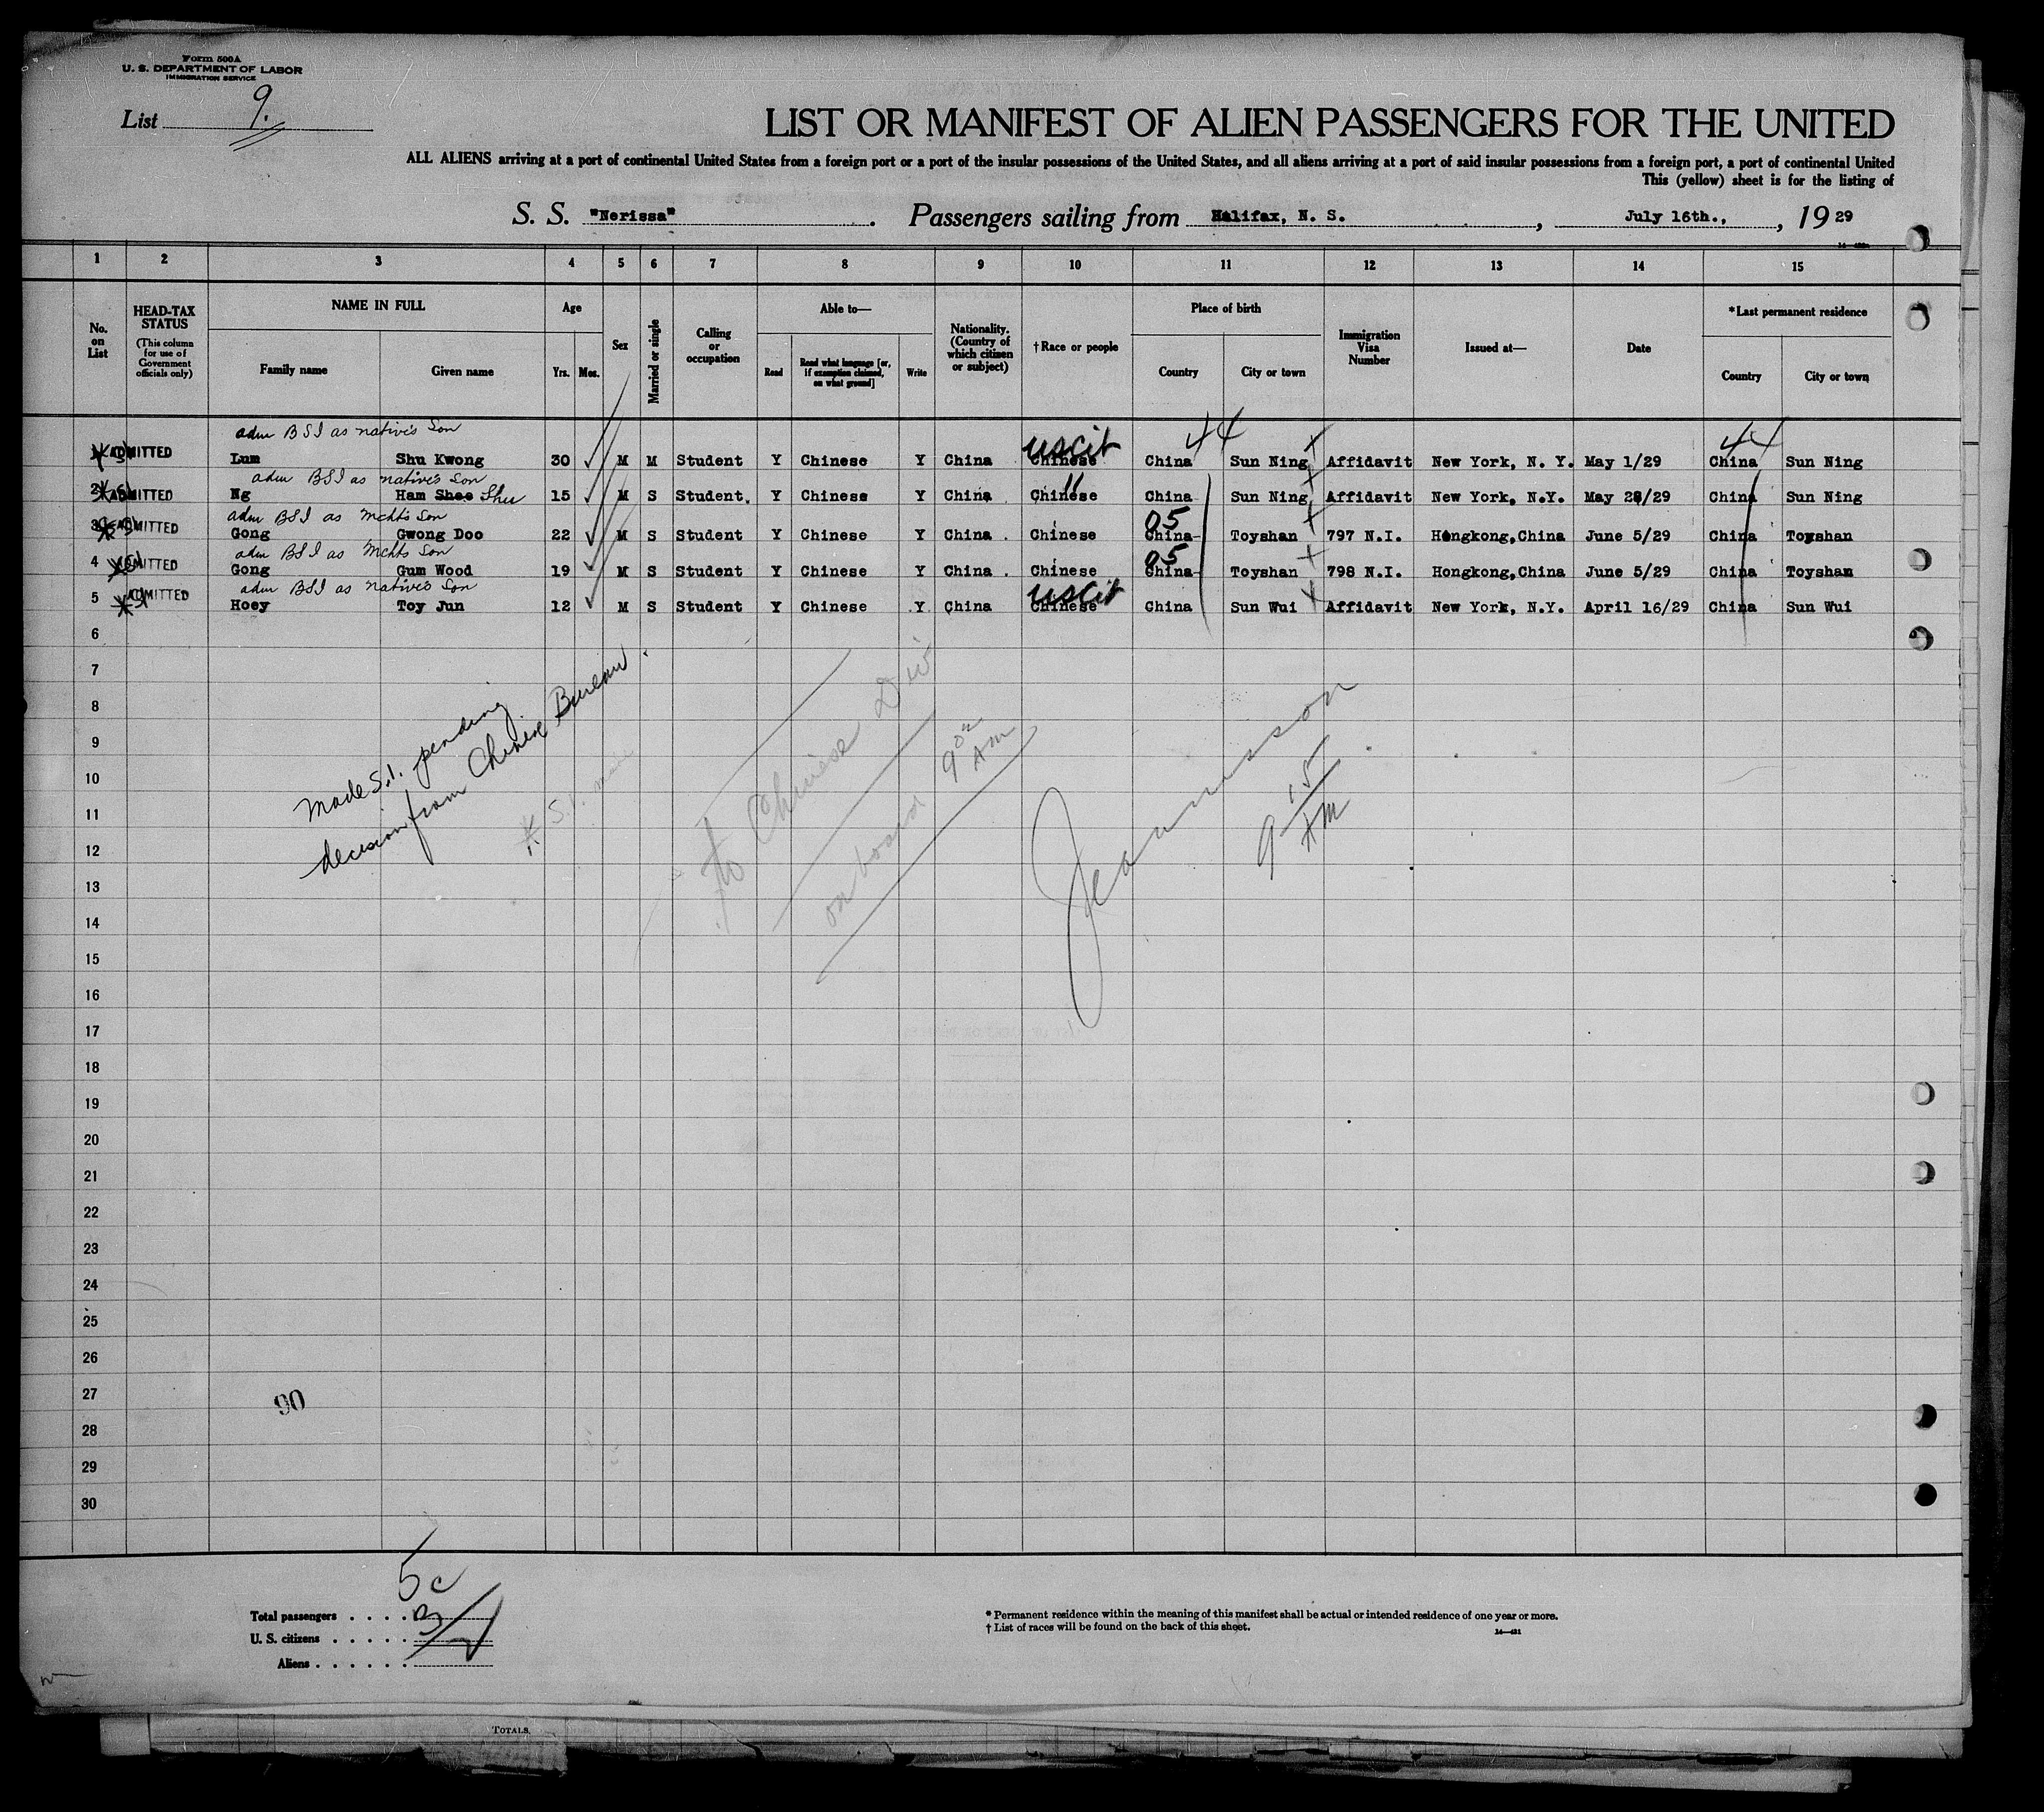 Form 500A
U. S. DEPARTMENT OF LABOR
IMMIGRATION SERVICE
List 9.
LIST OR MANIFEST OF ALIEN PASSENGERS FOR THE UNITED
ALL ALIENS arriving at a port of continental United States from a foreign port or a port of the insular possessions of the United States, and all aliens arriving at a port of said insular possessions from a foreign port, a port of continental United
This (yellow) sheet is for the listing of
S. S. "Nerissa". Passengers sailing from Halifax, N. S., July 16th., 1929
1 2 3 4 5 6 7 8 9 10 11 12 13 14 15
No. on List
HEAD-TAX STATUS (This column for use of Government officials only)
NAME IN FULL
Family name Given name
Age
Yrs. Mos.
Sex
Married or single
Calling or occupation
Able to—
Read Read what language [or, if exemption claimed, on what ground] Write
Nationality. (Country of which citizen or subject)
†Race or people
Place of birth
Country City or town
Immigration Visa Number
Issued at—
Date
*Last permanent residence
Country City or town
adm BSI as native's Son
44 44
uscit
1 ADMITTED Lum Shu Kwong 30 M M Student Y Chinese Y China Chinese China Sun Ning Affidavit New York, N. Y. May 1/29 China Sun Ning
adm BSI as native's Son
2 ADMITTED Ng Ham Shee Shu 15 M S Student. Y Chinese Y China Chinese China Sun Ning Affidavit New York, N.Y. May 28/29 China Sun Ning
adm BSI as Mchts Son
05
3 ADMITTED Gong Gwong Doo 22 M S Student Y Chinese Y China . Chinese China Toyshan 797 N.I. Hongkong,China June 5/29 China Toyshan
adm BSI as Mchts Son
05
4 ADMITTED Gong Gum Wood 19 M S Student Y Chinese Y China . Chinese China Toyshan 798 N.I. Hongkong,China June 5/29 China Toyshan
adm BSI as native's Son
uscit
5 ADMITTED Hoey Toy Jun 12 M S Student Y Chinese Y China Chinese China Sun Wui Affidavit New York, N.Y. April 16/29 China Sun Wui
6
7
8
9
10
11
12
13
14
15
16
17
18
19
20
21
22
23
24
25
26
27
28
29
30
Made S.I. pending
decision from Chinese Bureau.
To Chinese Div
on board 9 AM
9 15 AM
90
5
Total passengers . . . .
3
U. S. citizens . . . . .
Aliens . . . . . .
* Permanent residence within the meaning of this manifest shall be actual or intended residence of one year or more.
† List of races will be found on the back of this sheet.
TOTALS.